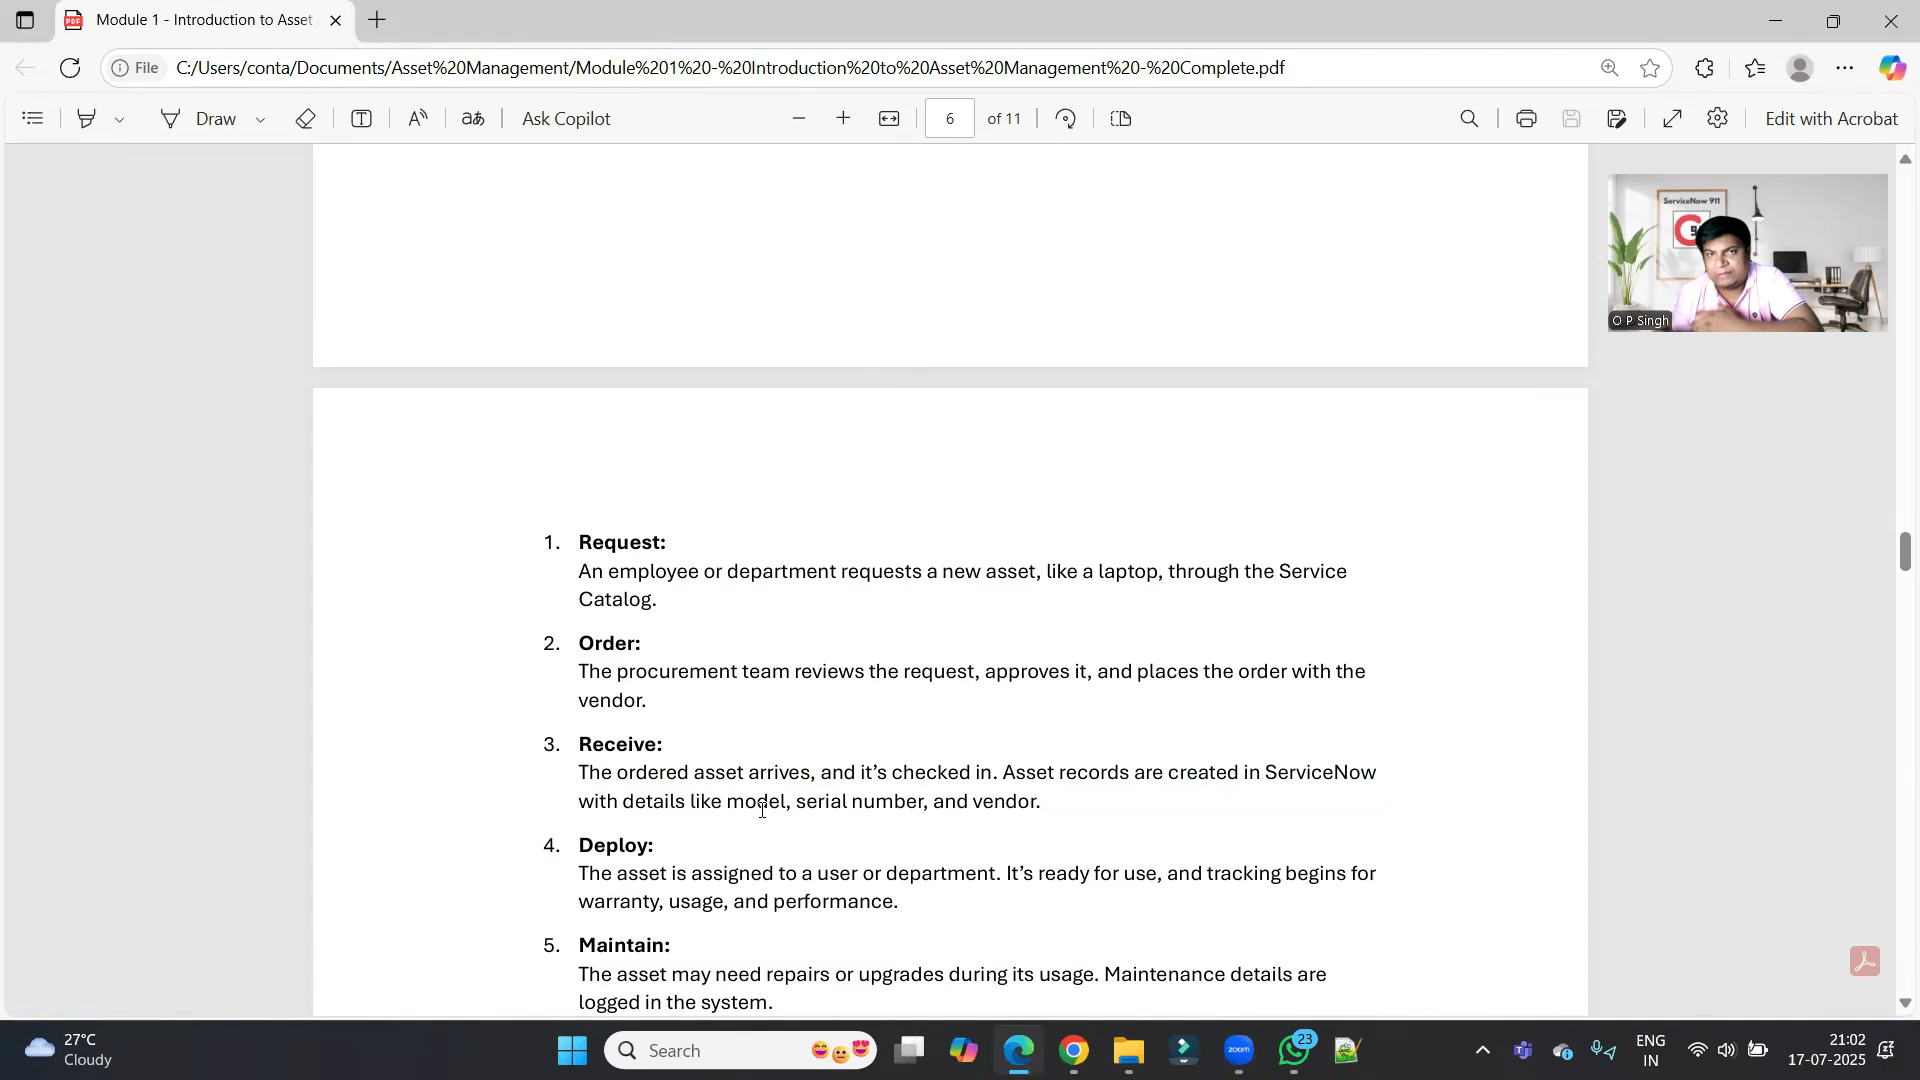 Module 1 - Introduction to Asset
File
C:/Users/conta/Documents/Asset%20Management/Module%201%20-%20Introduction%20to%20Asset%20Management%20-%20Complete.pdf
Draw
aあ
Ask Copilot
6
of 11
Edit with Acrobat
ServiceNow 911
O P Singh
1. Request:
An employee or department requests a new asset, like a laptop, through the Service
Catalog.
2. Order:
The procurement team reviews the request, approves it, and places the order with the
vendor.
3. Receive:
The ordered asset arrives, and it’s checked in. Asset records are created in ServiceNow
with details like model, serial number, and vendor.
4. Deploy:
The asset is assigned to a user or department. It’s ready for use, and tracking begins for
warranty, usage, and performance.
5. Maintain:
The asset may need repairs or upgrades during its usage. Maintenance details are
logged in the system.
27°C
Cloudy
Search
zoom
23
ENG
IN
21:02
17-07-2025